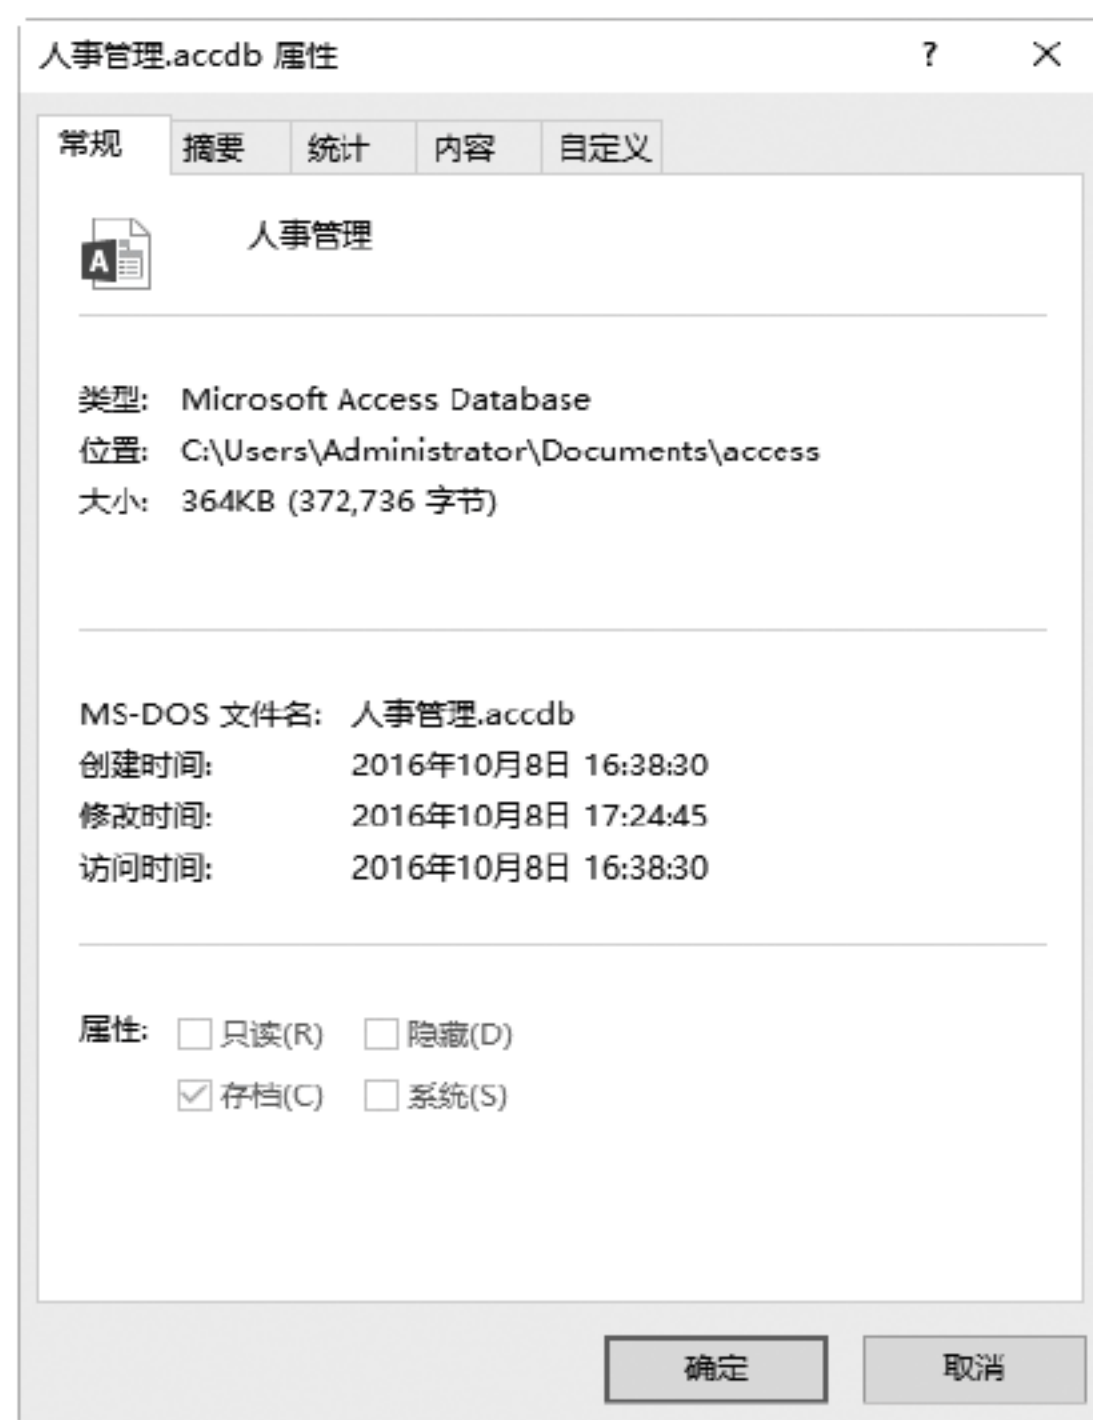 人事管理.accdb 属性
?
常规 摘要 统计 内容 自定义
人事管理
类型: Microsoft Access Database
位置: C:\Users\Administrator\Documents\access
大小: 364KB (372,736 字节)
MS-DOS 文件名: 人事管理.accdb
创建时间: 2016年10月8日 16:38:30
修改时间: 2016年10月8日 17:24:45
访问时间: 2016年10月8日 16:38:30
属性: 只读(R) 隐藏(D)
存档(C) 系统(S)
确定 取消